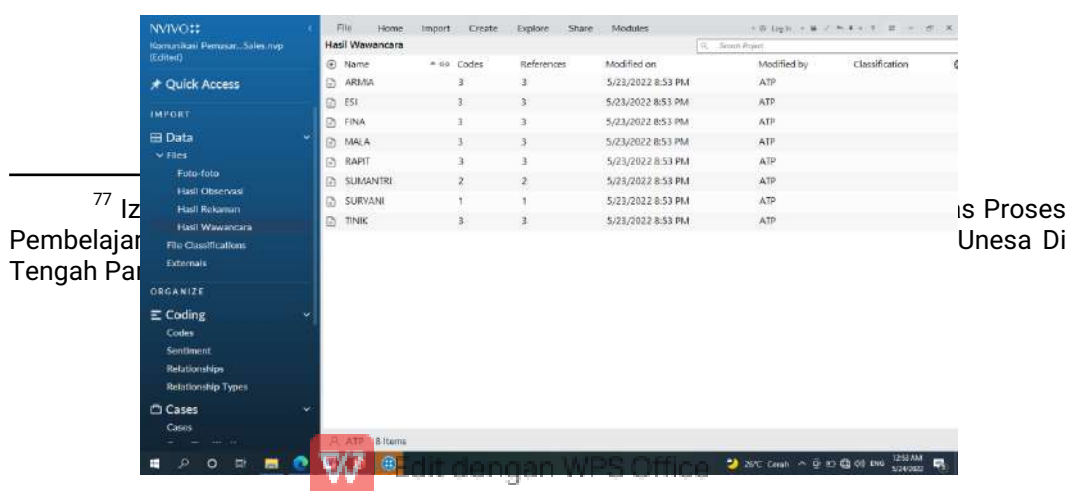 NVIVO
Komunikasi Pemasar...Sales.nvp
(Edited)
Quick Access
IMPORT
Data
Files
Foto-foto
Hasil Observasi
Hasil Rekaman
Hasil Wawancara
File Classifications
Externals
ORGANIZE
Coding
Codes
Sentiment
Relationships
Relationship Types
Cases
Cases
File Home Import Create Explore Share Modules Log In
Hasil Wawancara Search Project
Name Codes References Modified on Modified by Classification
ARMIA 3 3 5/23/2022 8:53 PM ATP
ESI 3 3 5/23/2022 8:53 PM ATP
FINA 3 3 5/23/2022 8:53 PM ATP
MALA 3 3 5/23/2022 8:53 PM ATP
RAPIT 3 3 5/23/2022 8:53 PM ATP
SUMANTRI 2 2 5/23/2022 8:53 PM ATP
SURYANI 1 1 5/23/2022 8:53 PM ATP
TINIK 3 3 5/23/2022 8:53 PM ATP
ATP 8 Items
26°C Cerah ENG 12:53 AM
5/24/2022
77 Iz
s Proses
Pembelajar
Unesa Di
Tengah Pa
Edit dengan WPS Office